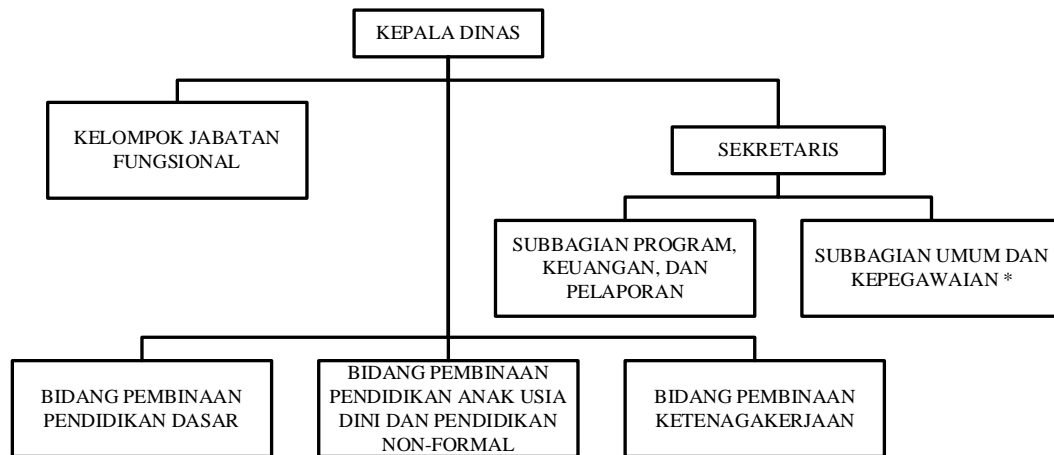 KEPALA DINAS
KELOMPOK JABATAN
FUNGSIONAL
SEKRETARIS
SUBBAGIAN PROGRAM,
KEUANGAN, DAN
PELAPORAN
SUBBAGIAN UMUM DAN
KEPEGAWAIAN *
BIDANG PEMBINAAN
PENDIDIKAN DASAR
BIDANG PEMBINAAN
PENDIDIKAN ANAK USIA
DINI DAN PENDIDIKAN
NON-FORMAL
BIDANG PEMBINAAN
KETENAGAKERJAAN